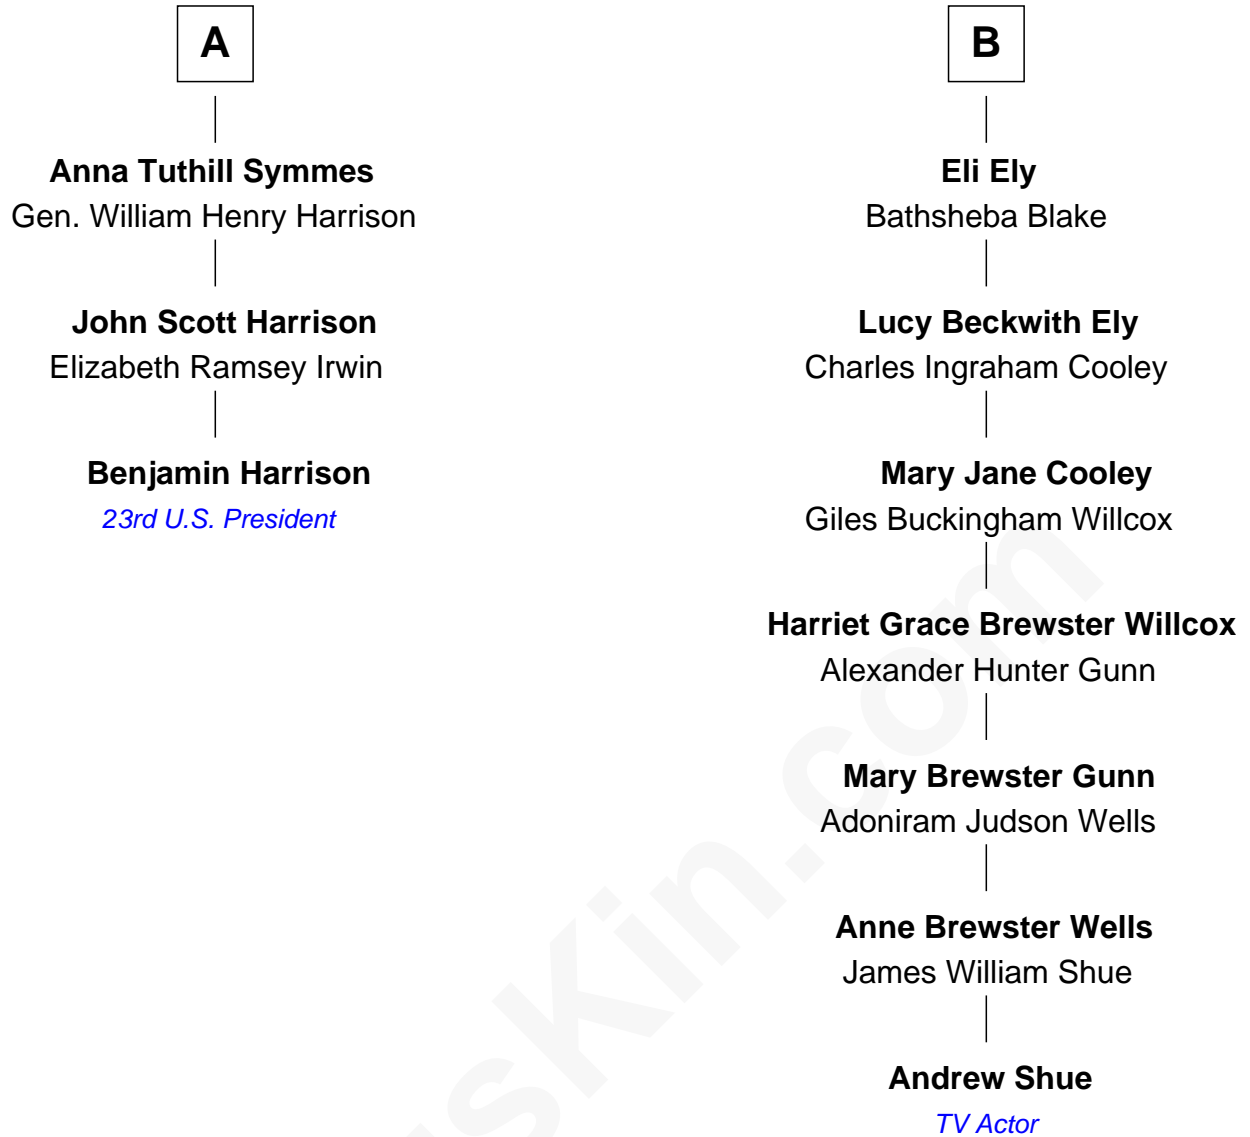 A
Anna Tuthill Symmes
Gen. William Henry Harrison
John Scott Harrison
Elizabeth Ramsey Irwin
Benjamin Harrison
23rd U.S. President
B
Eli Ely
Bathsheba Blake
Lucy Beckwith Ely
Charles Ingraham Cooley
Mary Jane Cooley
Giles Buckingham Willcox
Harriet Grace Brewster Willcox
Alexander Hunter Gunn
Mary Brewster Gunn
Adoniram Judson Wells
Anne Brewster Wells
James William Shue
Andrew Shue
TV Actor
usKin.com